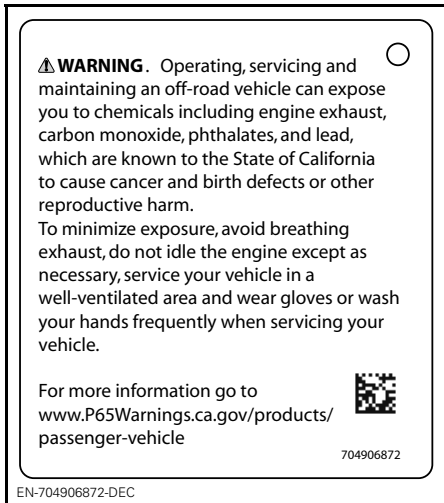 ⚠ WARNING. Operating, servicing and
maintaining an off-road vehicle can expose
you to chemicals including engine exhaust,
carbon monoxide, phthalates, and lead,
which are known to the State of California
to cause cancer and birth defects or other
reproductive harm.
To minimize exposure, avoid breathing
exhaust, do not idle the engine except as
necessary, service your vehicle in a
well-ventilated area and wear gloves or wash
your hands frequently when servicing your
vehicle.
For more information go to
www.P65Warnings.ca.gov/products/
passenger-vehicle
704906872
EN-704906872-DEC